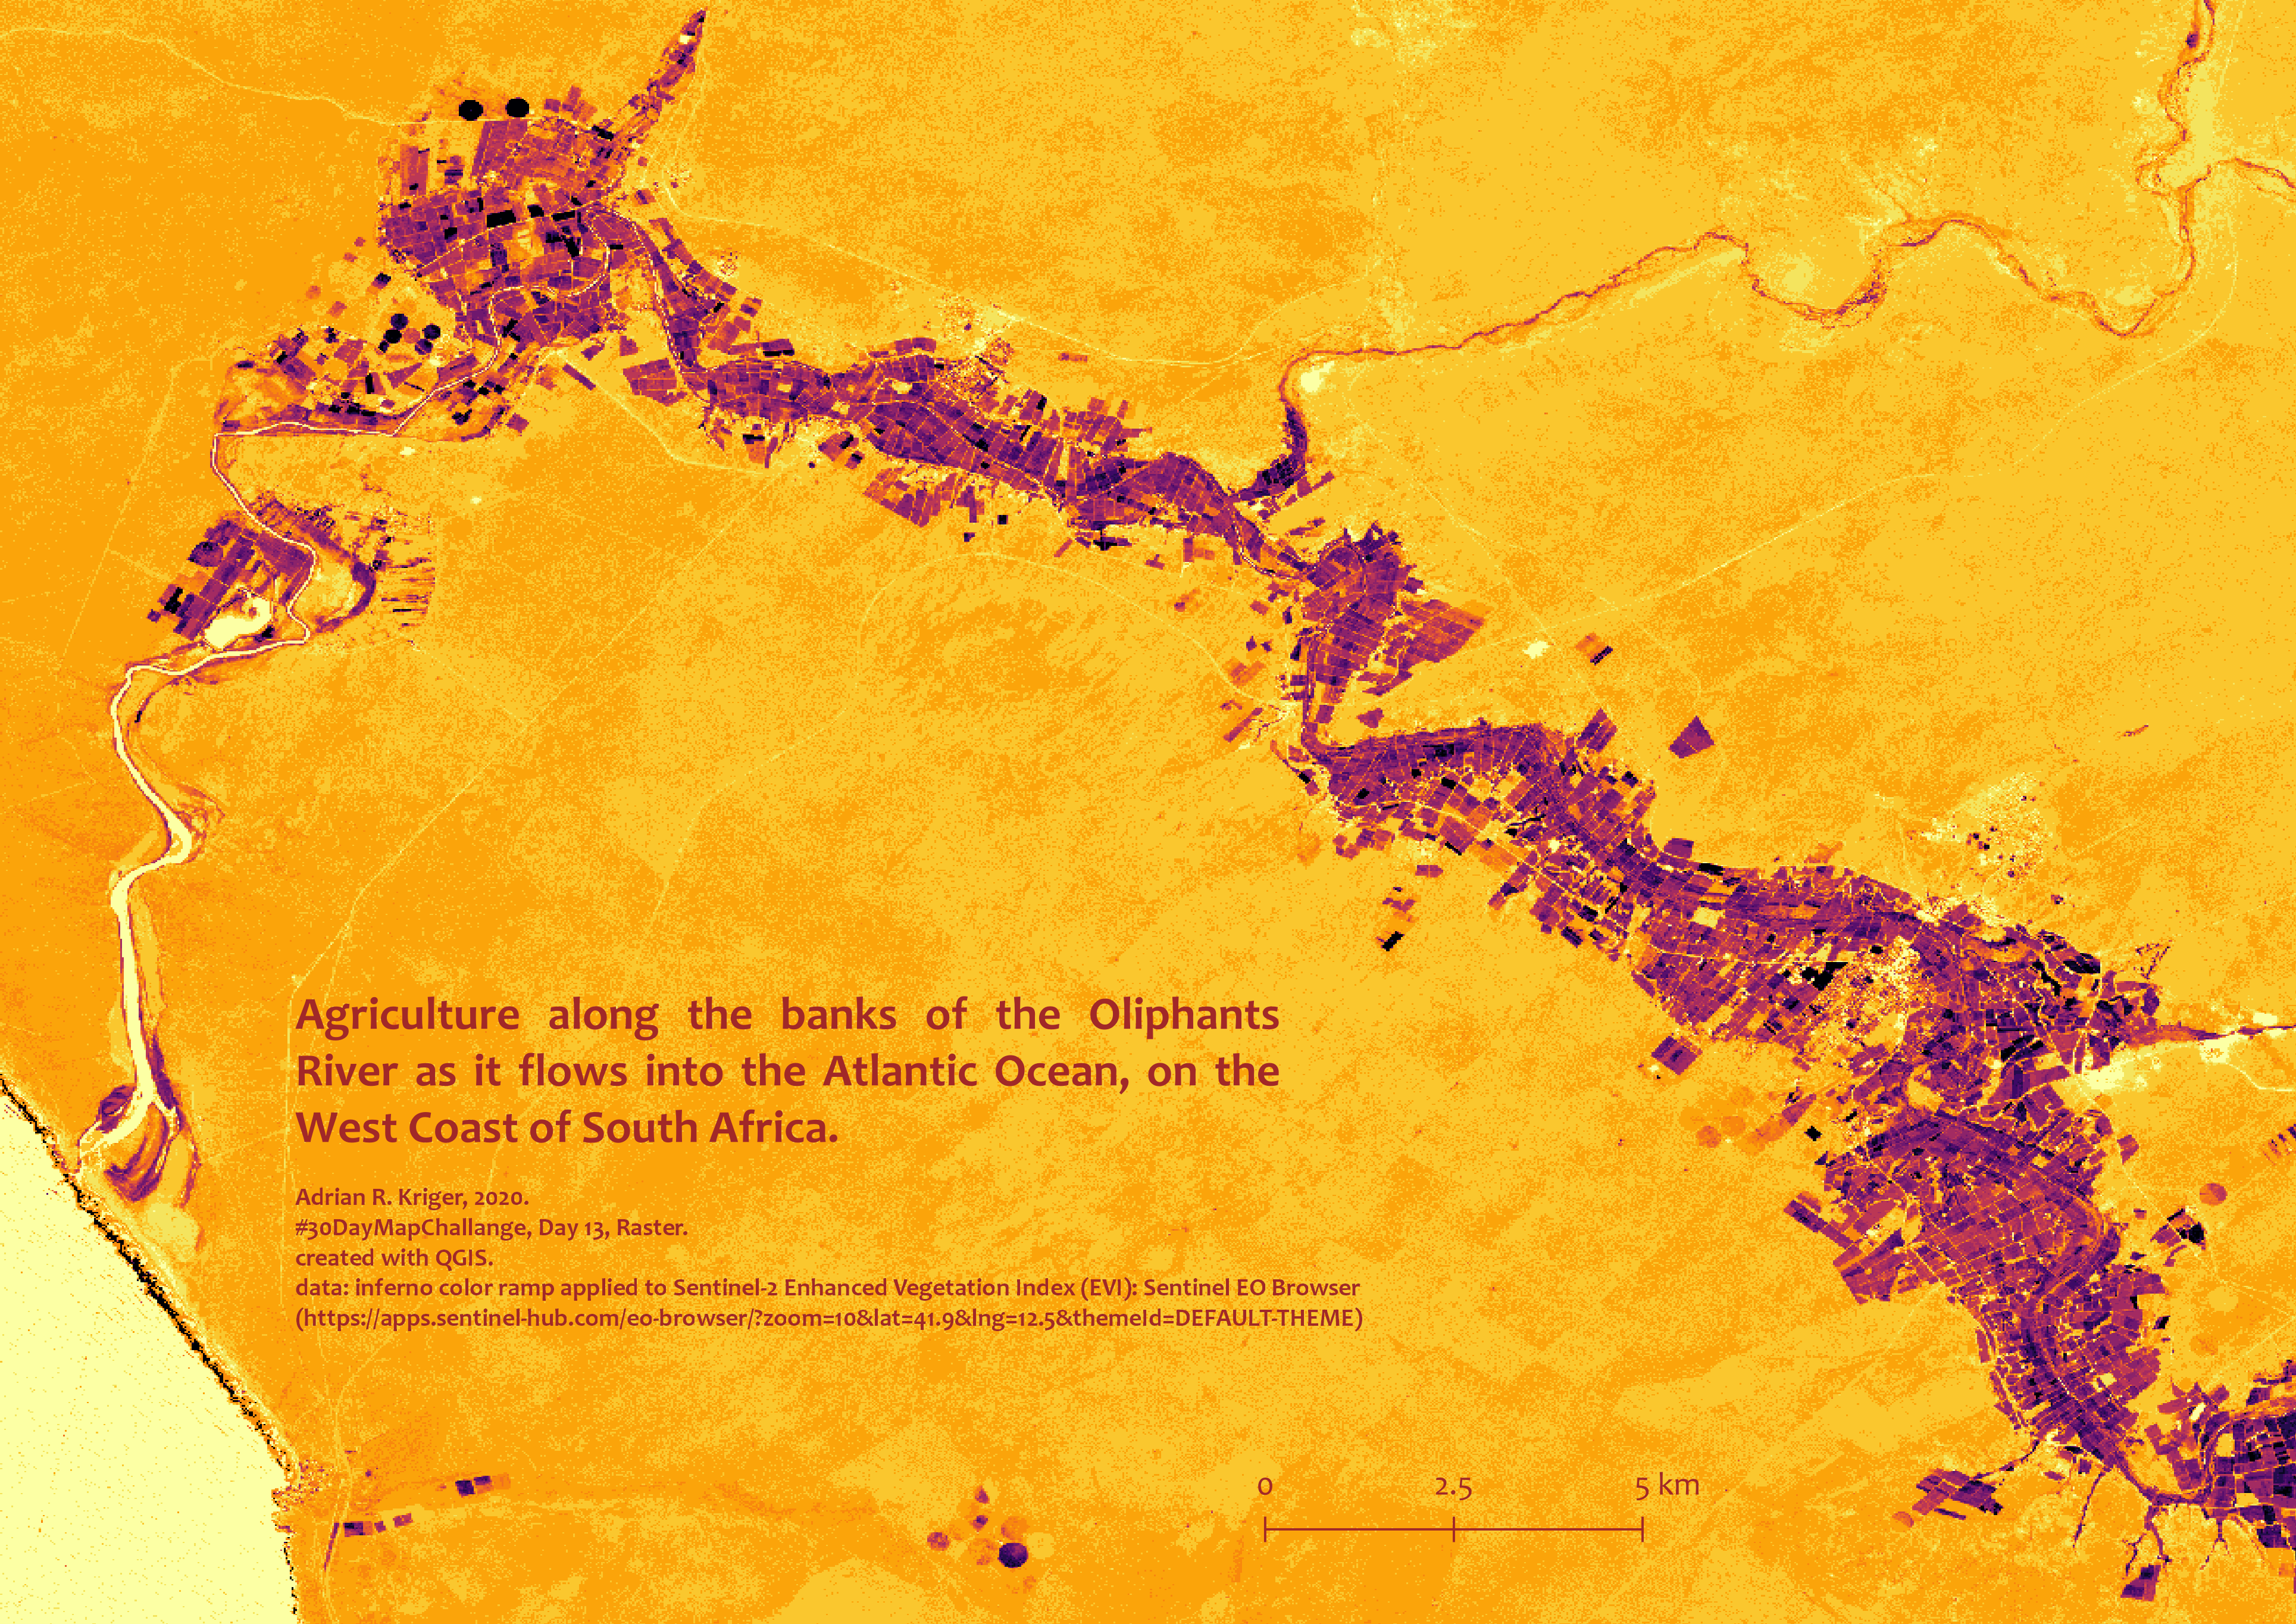 Agriculture along the banks of the Oliphants
River as it flows into the Atlantic Ocean, on the
West Coast of South Africa.
Adrian R. Kriger, 2020.
#30DayMapChallange, Day 13, Raster.
created with QGIS.
data: inferno color ramp applied to Sentinel-2 Enhanced Vegetation Index (EVI): Sentinel EO Browser
(https://apps.sentinel-hub.com/eo-browser/?zoom=10&lat=41.9&lng=12.5&themeId=DEFAULT-THEME)
0 2.5 5 km